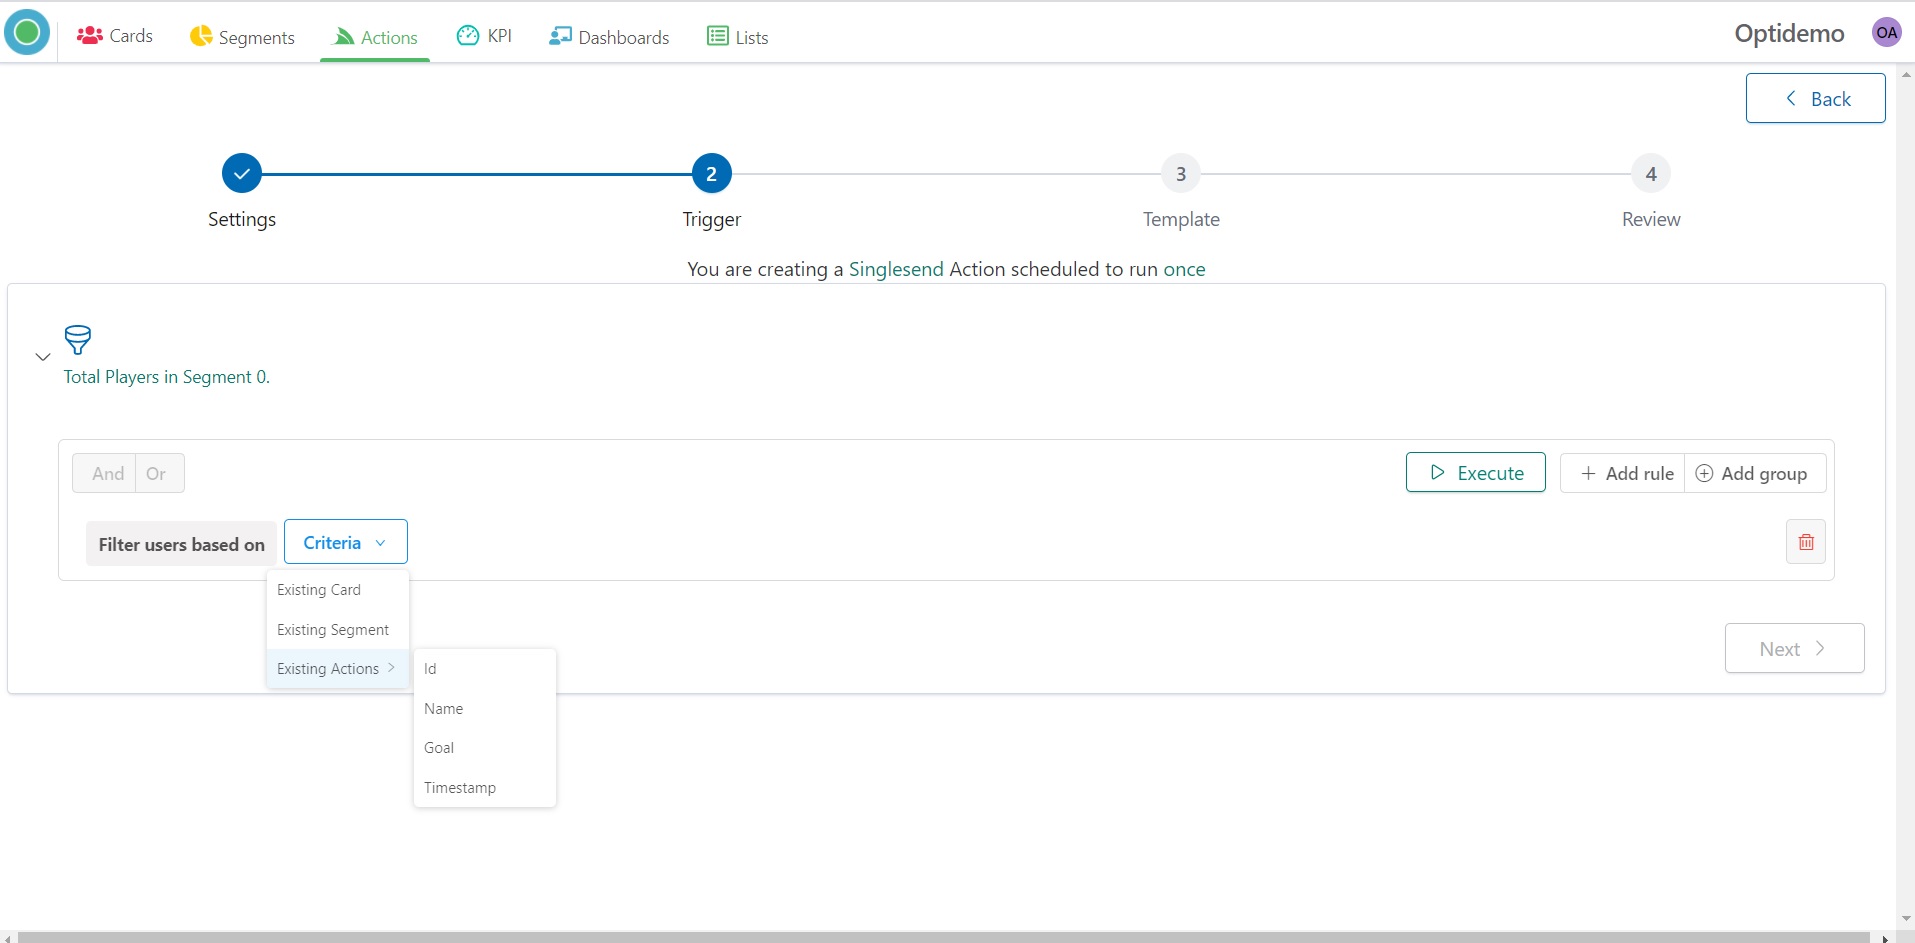 Cards Segments Actions KPI Dashboards Lists Optidemo OA
Back
2 3 4
Settings Trigger Template Review
You are creating a Singlesend Action scheduled to run once
Total Players in Segment 0.
And Or Execute Add rule Add group
Filter users based on Criteria
Existing Card
Existing Segment
Next
Existing Actions Id
Name
Goal
Timestamp